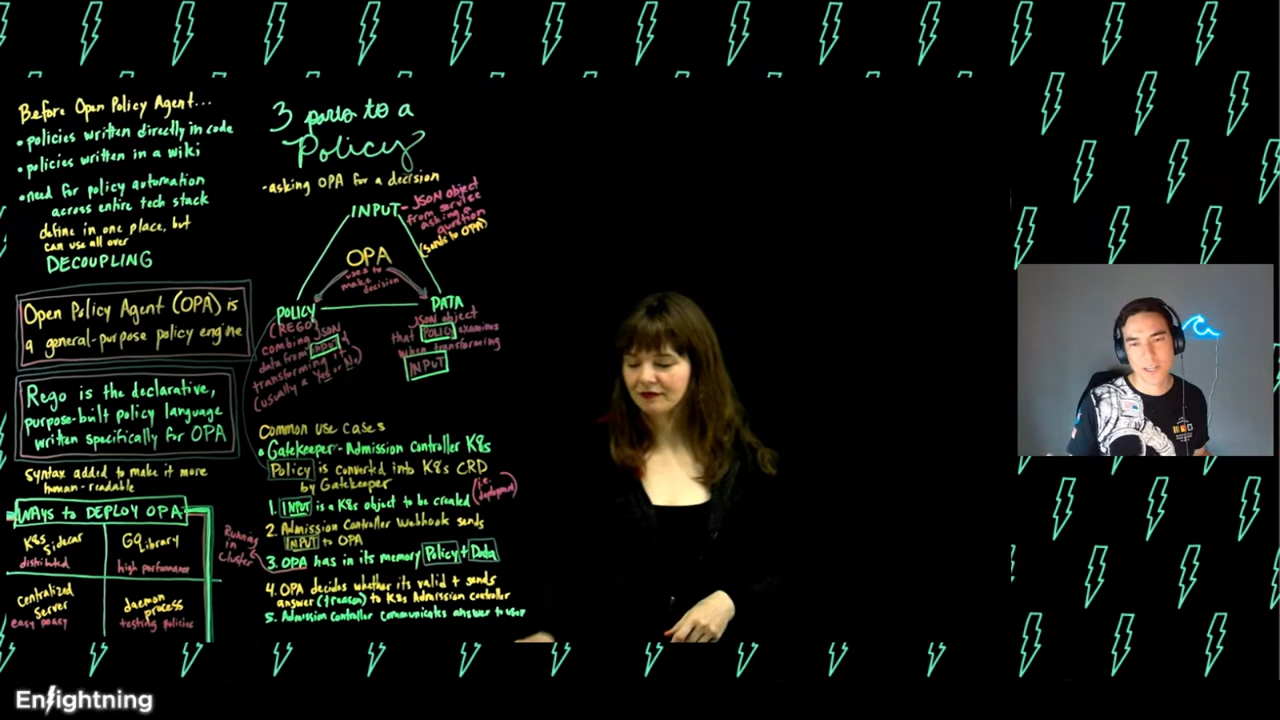 Before Open Policy Agent...
• policies written directly in code
• policies written in a wiki
• need for policy automation
across entire tech stack
define in one place, but
can use all over
DECOUPLING
Open Policy Agent (OPA) is
a general-purpose policy engine
Rego is the declarative,
purpose-built policy language
written specifically for OPA
Syntax added to make it more
human-readable
WAYS to DEPLOY OPA
K8s
Sidecar
distributed
GO Library
high performance
centralized
server
easy peasy
daemon
process
testing policies
3 parts to a
Policy
- asking OPA for a decision
INPUT - JSON object
from service
asking a
question
(sends to OPA)
OPA
uses to
make
decision
POLICY
(REGO)
combining JSON
data from INPUT &
transforming it
(usually a Yes or No)
DATA
JSON object
that POLICY examines
when transforming
INPUT
Common use cases
• Gatekeeper - Admission Controller K8s
Policy is converted into K8s CRD
by Gatekeeper
1. INPUT is a K8s object to be created (i.e. deployment)
2. Admission Controller Webhook sends
INPUT to OPA
Running
in
Cluster
3. OPA has in its memory Policy + Data
4. OPA decides whether its valid + sends
answer (+ reason) to K8s Admission Controller
5. Admission Controller communicates answer to user
Enlightning